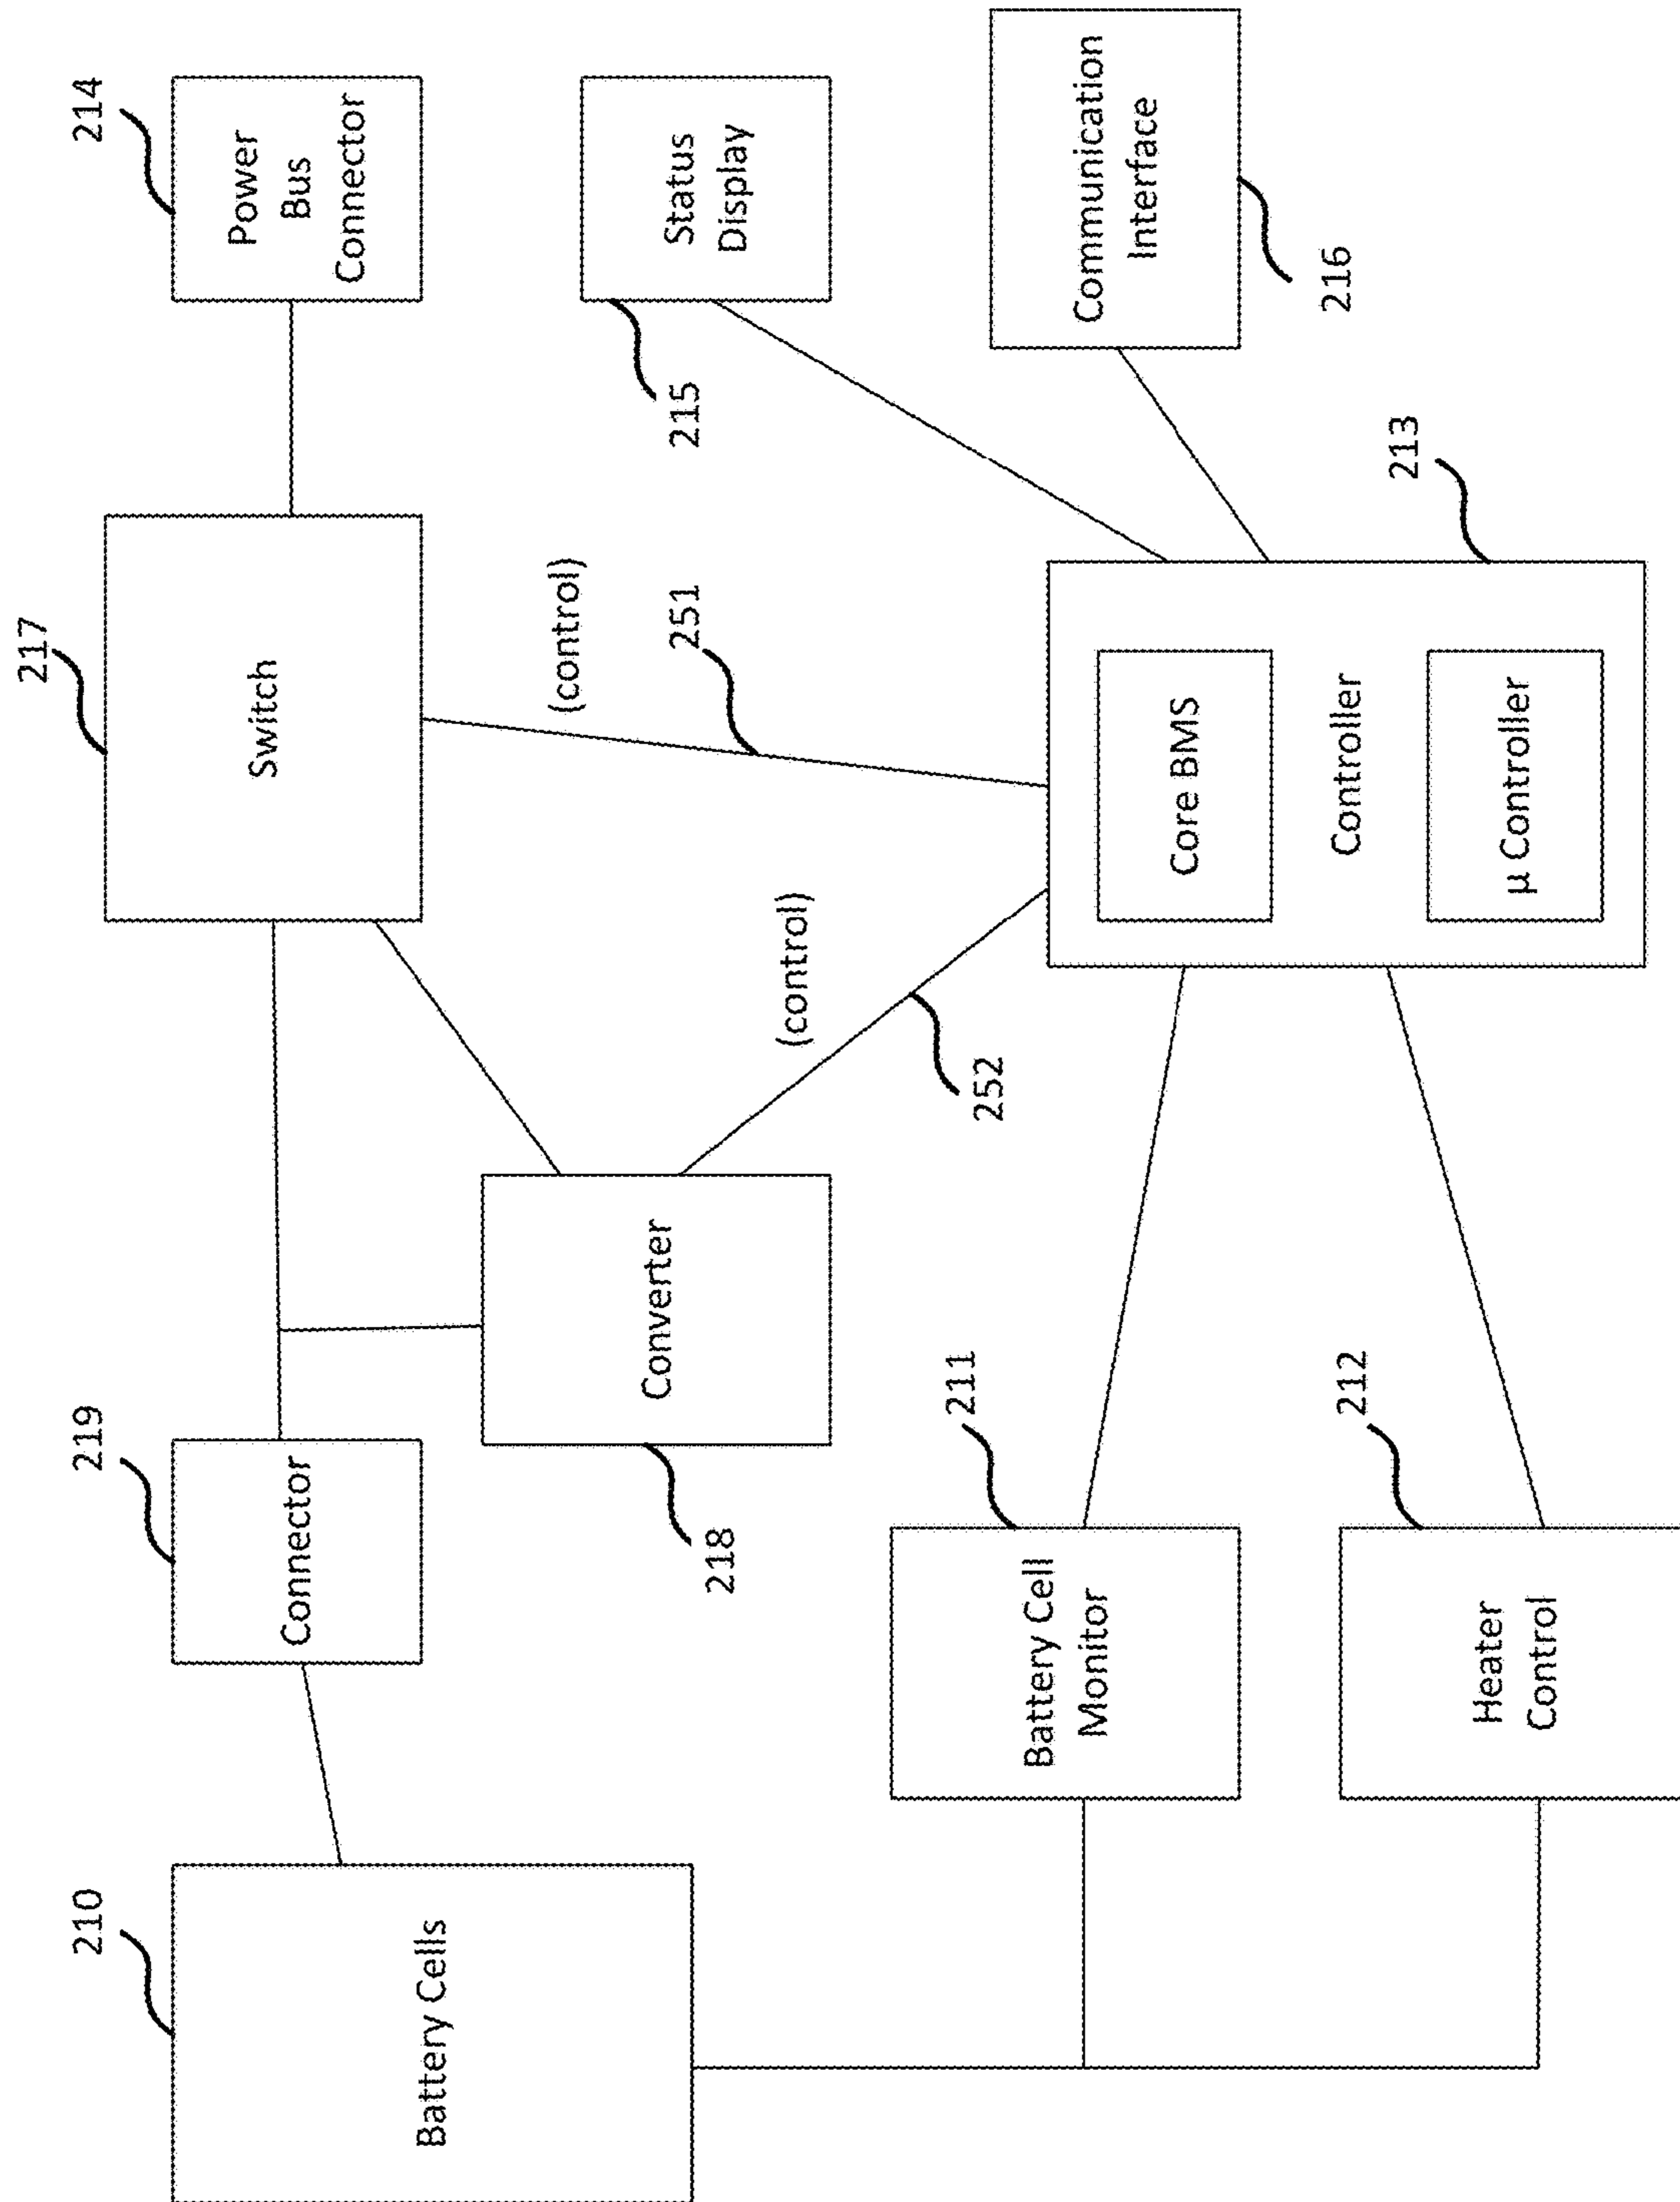 210
Battery Cells
219
Connector
217
Switch
214
Power
Bus
Connector
218
Converter
(control)
251
(control)
252
215
Status
Display
211
Battery Cell
Monitor
212
Heater
Control
213
Core BMS
Controller
µ Controller
Communication
Interface
216